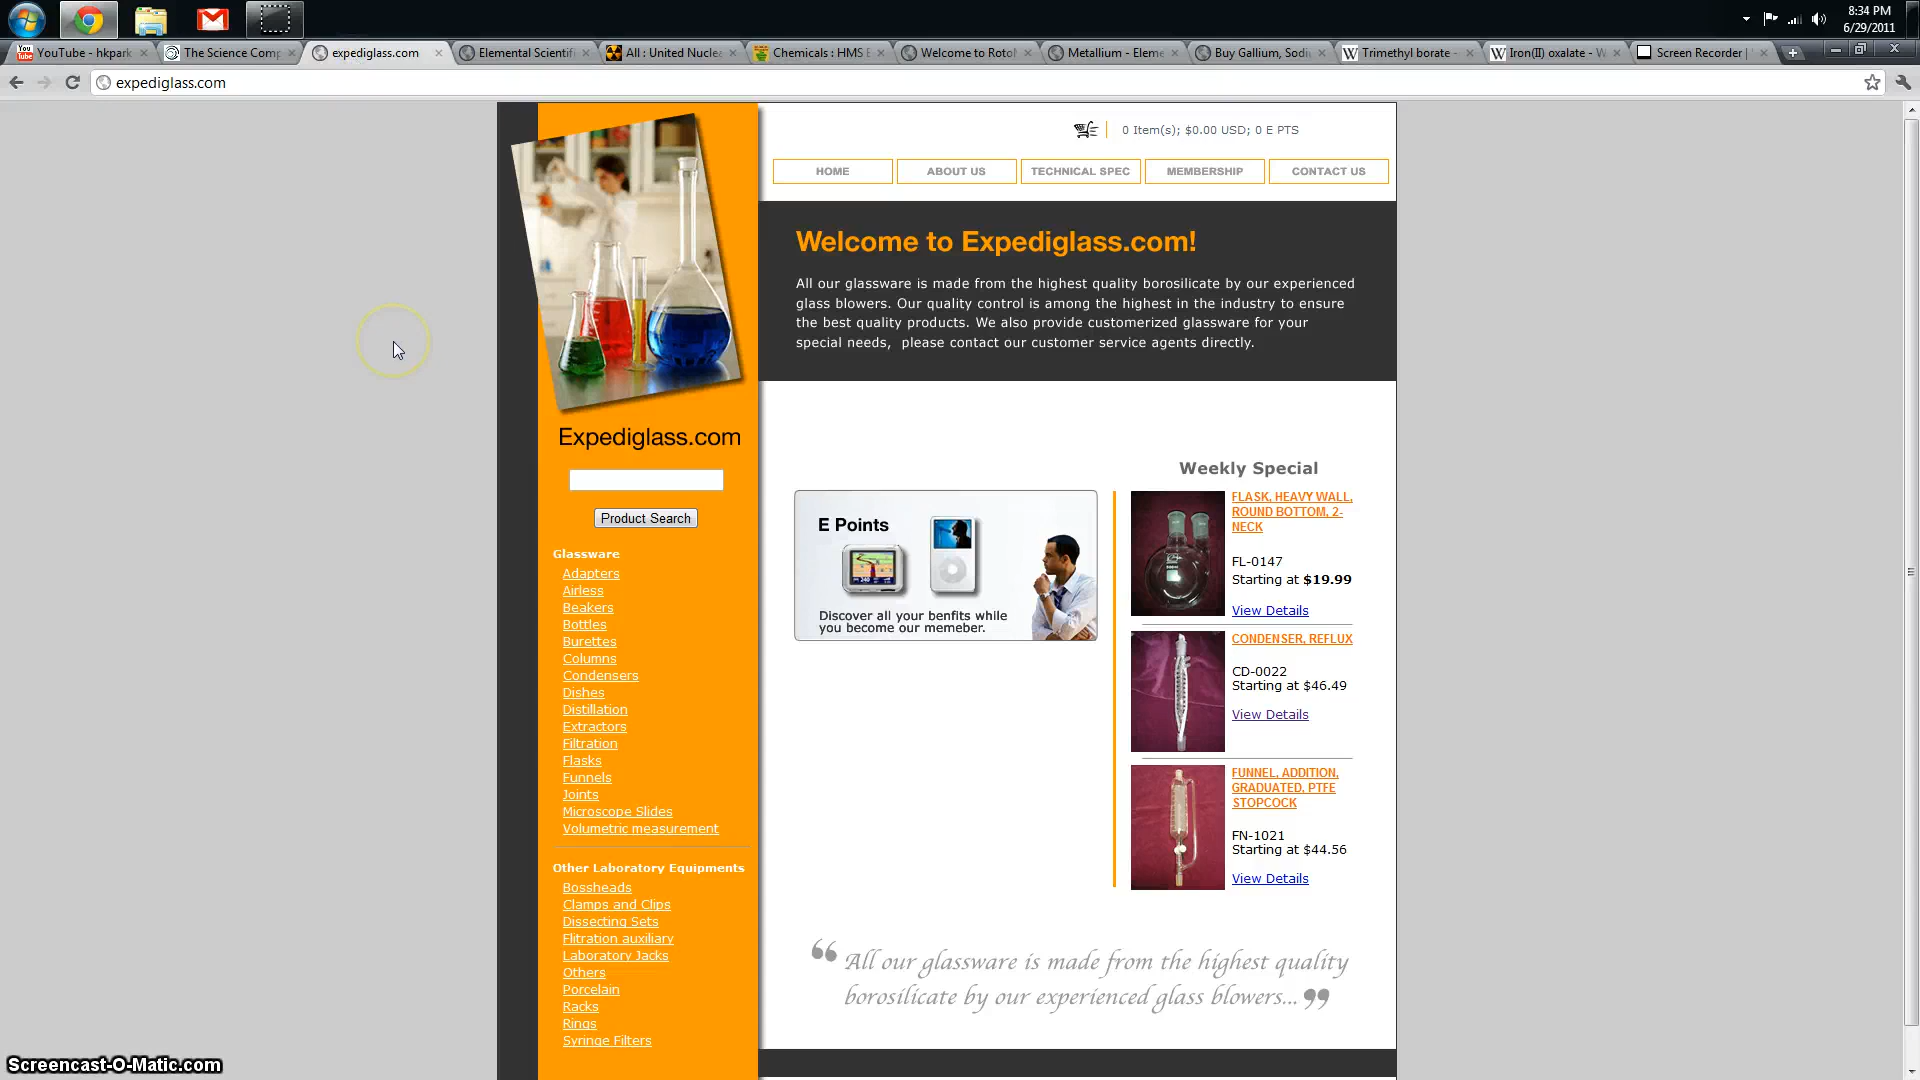 8:34 PM
6/29/2011
YouTube - hkpark
The Science Comp
expediglass.com
Elemental Scientif
All : United Nucle
Chemicals : HMS B
Welcome to RotoM
Metallium - Eleme
Buy Gallium, Sodi
Trimethyl borate -
Iron(II) oxalate - W
Screen Recorder |
expediglass.com
0 Item(s); $0.00 USD; 0 E PTS
HOME
ABOUT US
TECHNICAL SPEC
MEMBERSHIP
CONTACT US
Welcome to Expediglass.com!
All our glassware is made from the highest quality borosilicate by our experienced
glass blowers. Our quality control is among the highest in the industry to ensure
the best quality products. We also provide customerized glassware for your
special needs, please contact our customer service agents directly.
Expediglass.com
Product Search
Glassware
Adapters
Airless
Beakers
Bottles
Burettes
Columns
Condensers
Dishes
Distillation
Extractors
Filtration
Flasks
Funnels
Joints
Microscope Slides
Volumetric measurement
Other Laboratory Equipments
Bossheads
Clamps and Clips
Dissecting Sets
Flitration auxiliary
Laboratory Jacks
Others
Porcelain
Racks
Rings
Syringe Filters
E Points
Discover all your benfits while
you become our memeber.
Weekly Special
FLASK, HEAVY WALL,
ROUND BOTTOM, 2-
NECK
FL-0147
Starting at $19.99
View Details
CONDENSER, REFLUX
CD-0022
Starting at $46.49
View Details
FUNNEL, ADDITION,
GRADUATED, PTFE
STOPCOCK
FN-1021
Starting at $44.56
View Details
“ All our glassware is made from the highest quality
borosilicate by our experienced glass blowers... ”
Screencast-O-Matic.com